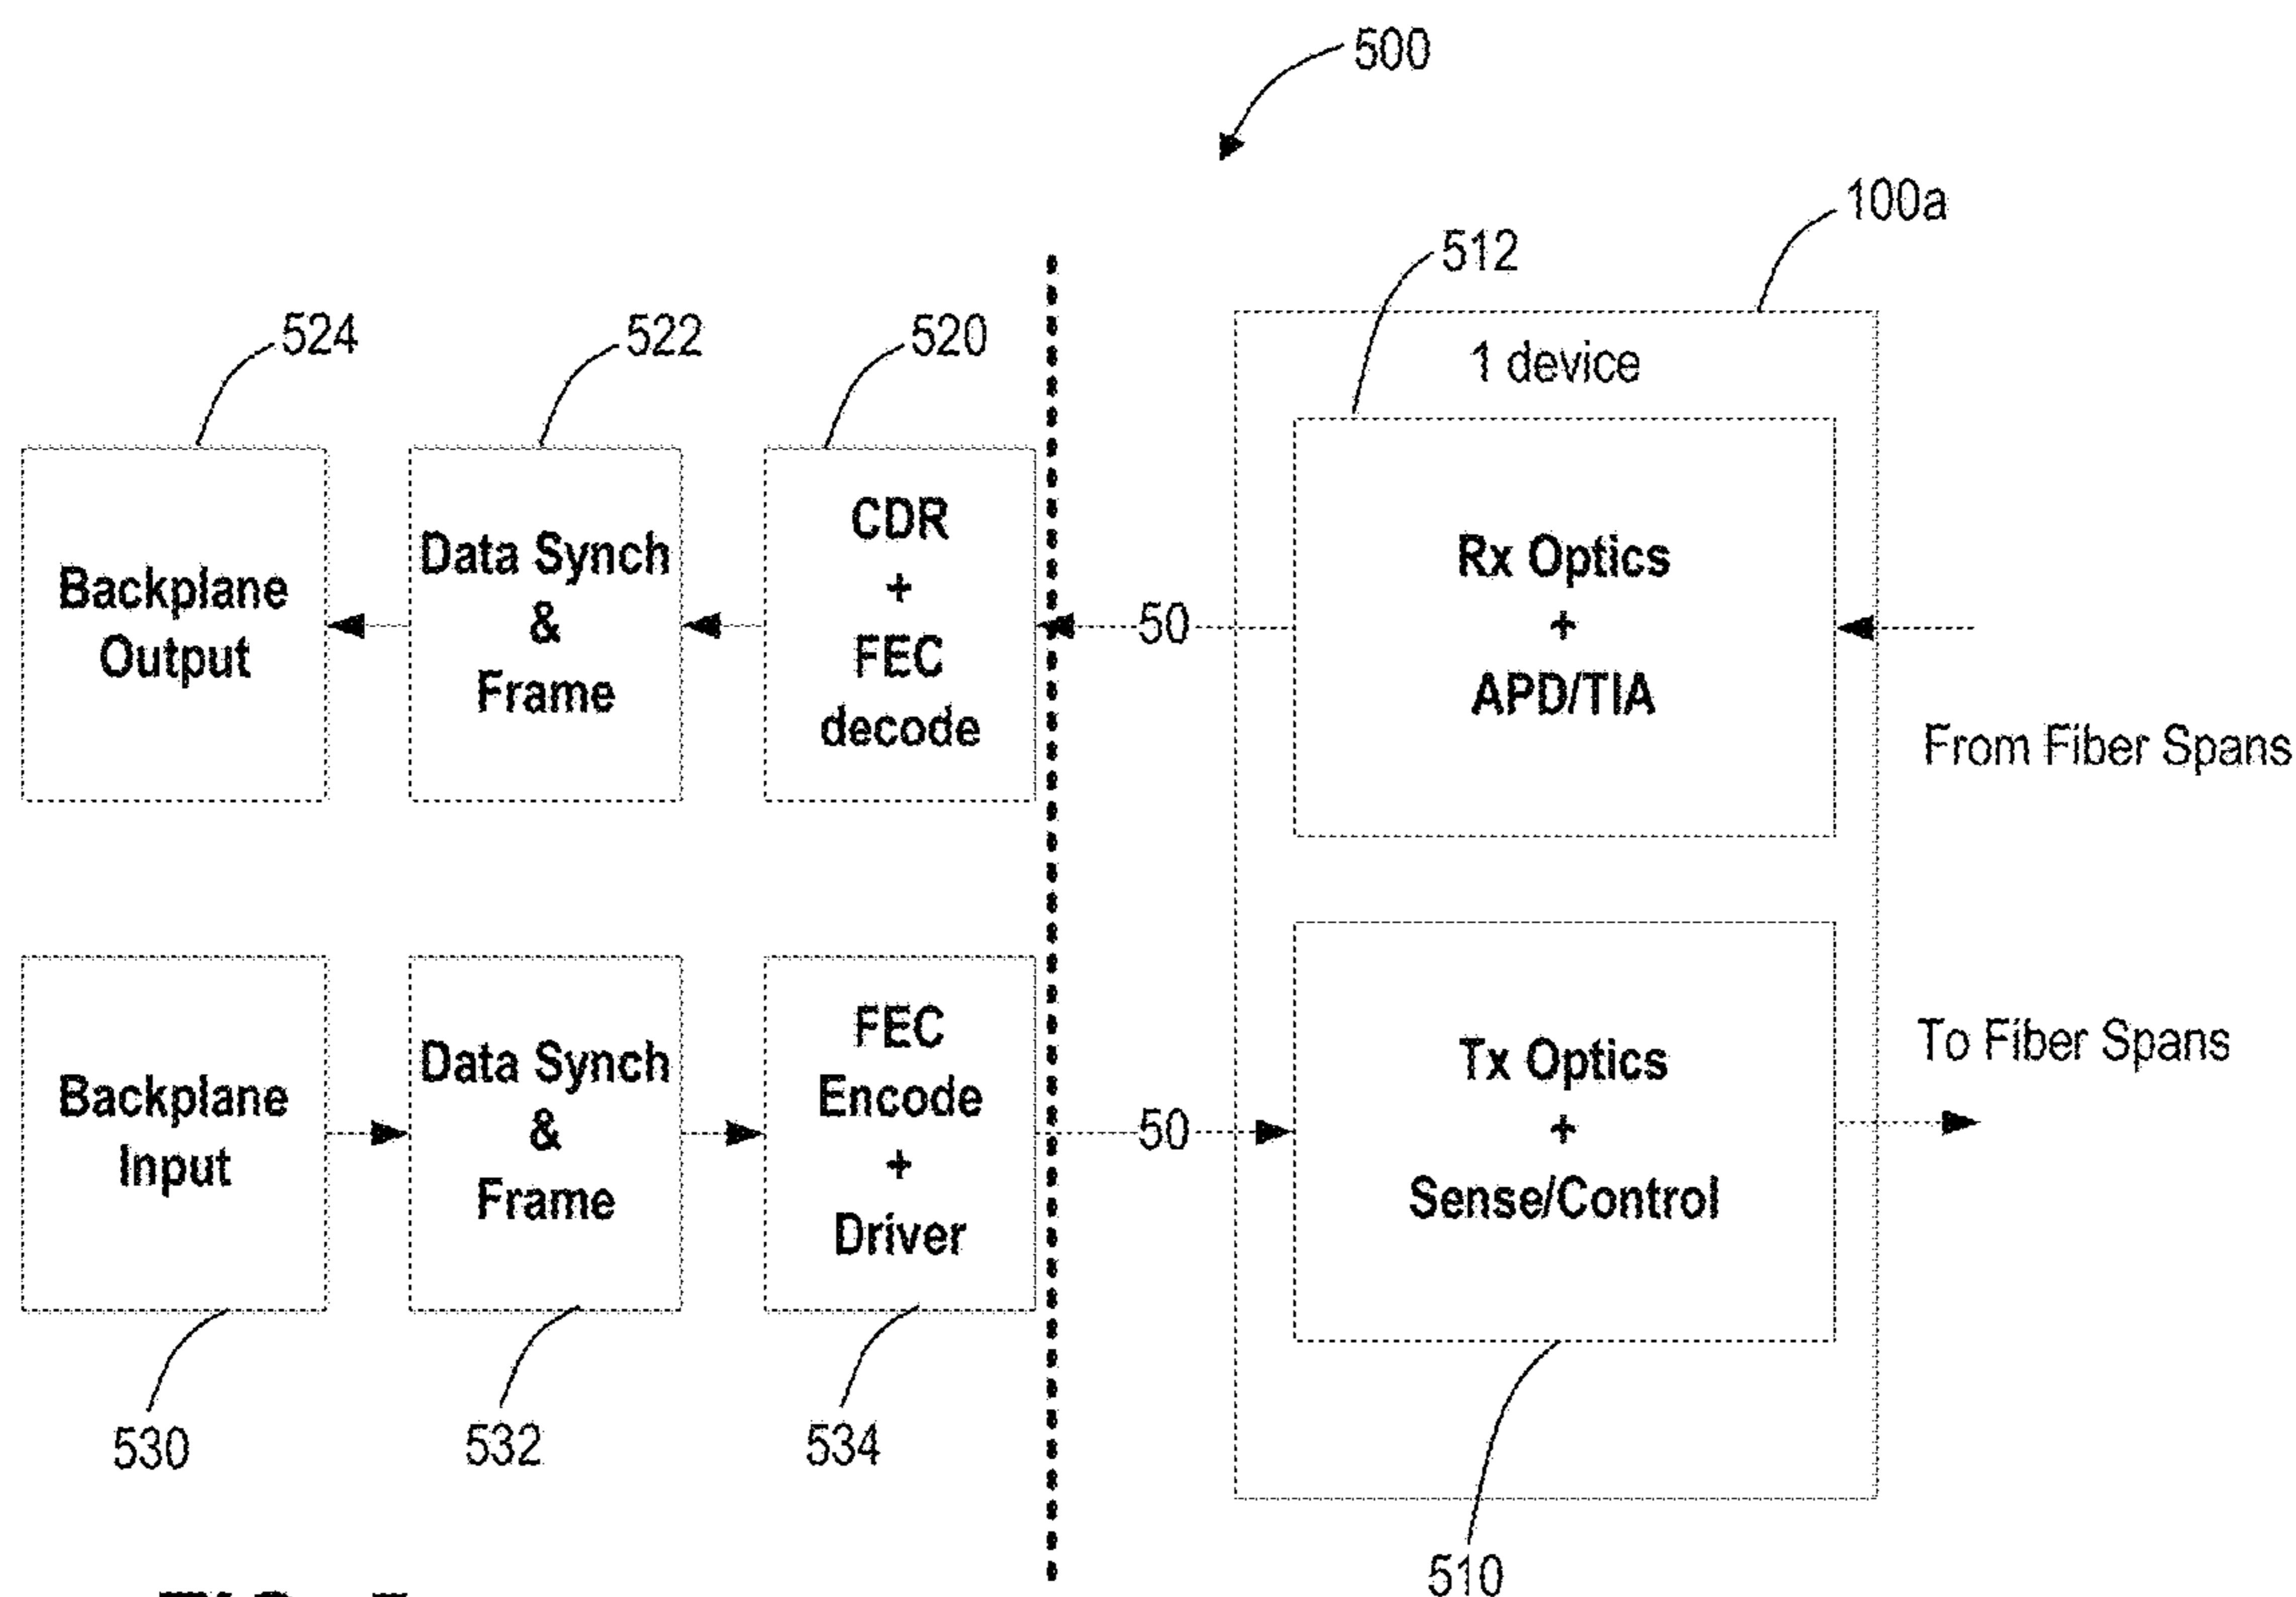 500
100a
512
524
522
520
1 device
Backplane
Output
Data Synch
&
Frame
CDR
+
FEC
decode
50
Rx Optics
+
APD/TIA
From Fiber Spans
Backplane
Input
Data Synch
&
Frame
FEC
Encode
+
Driver
50
Tx Optics
+
Sense/Control
To Fiber Spans
530
532
534
510